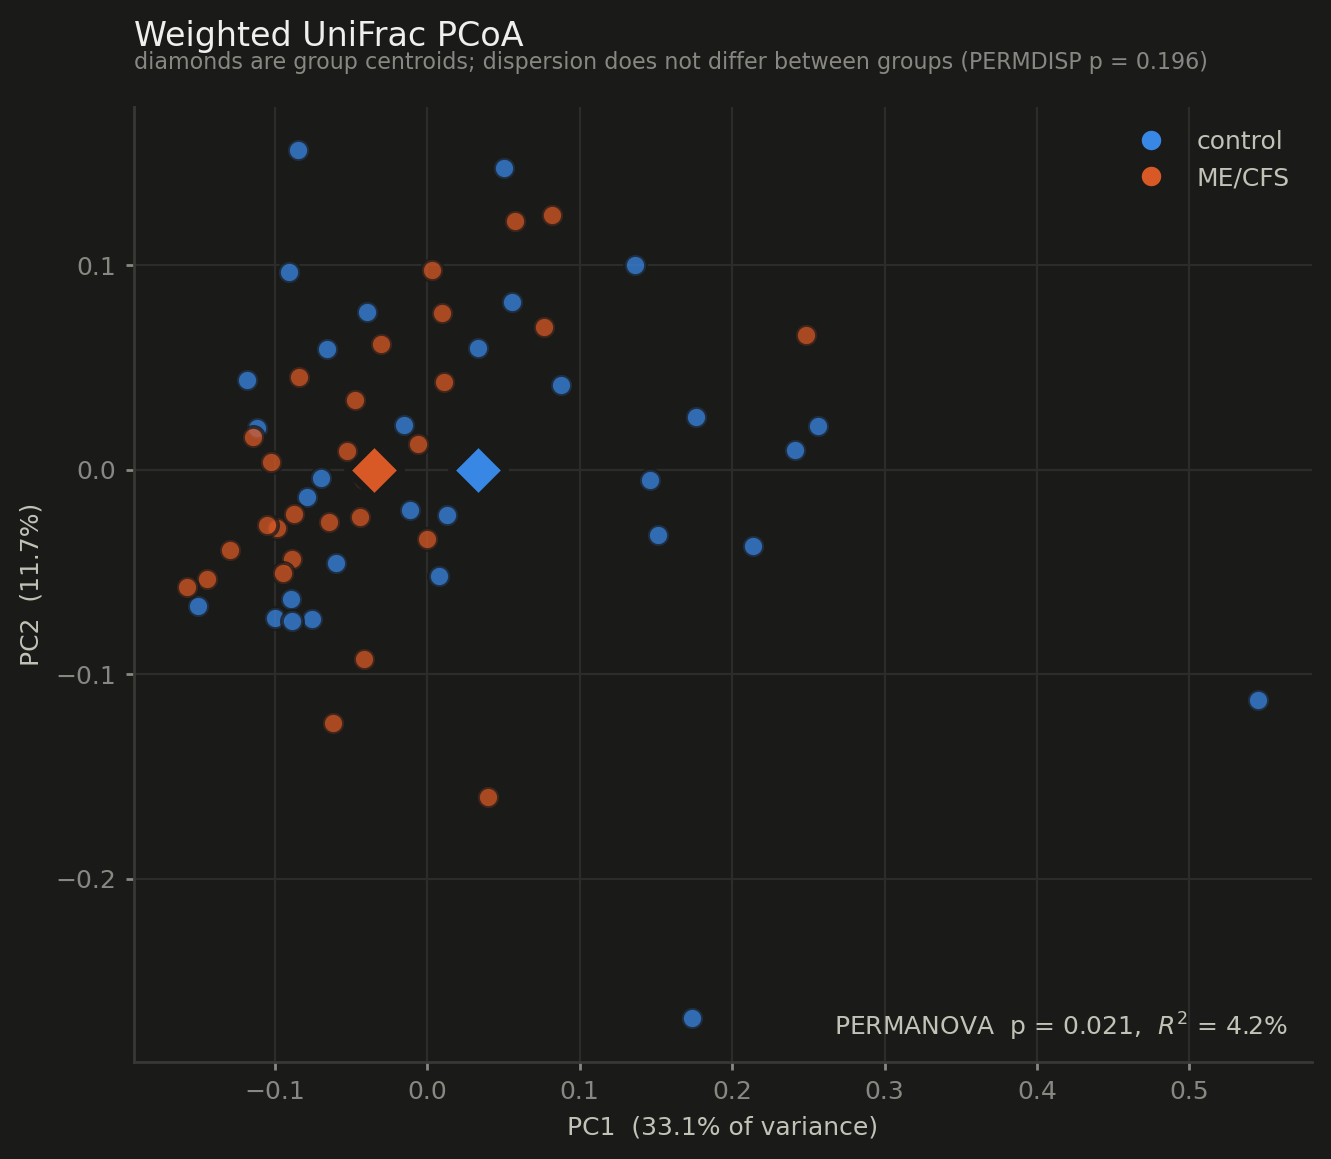 Weighted UniFrac PCoA
diamonds are group centroids; dispersion does not differ between groups (PERMDISP p = 0.196)
control
ME/CFS
0.1
0.0
−0.1
−0.2
PC2 (11.7%)
PERMANOVA p = 0.021, R² = 4.2%
−0.1 0.0 0.1 0.2 0.3 0.4 0.5
PC1 (33.1% of variance)